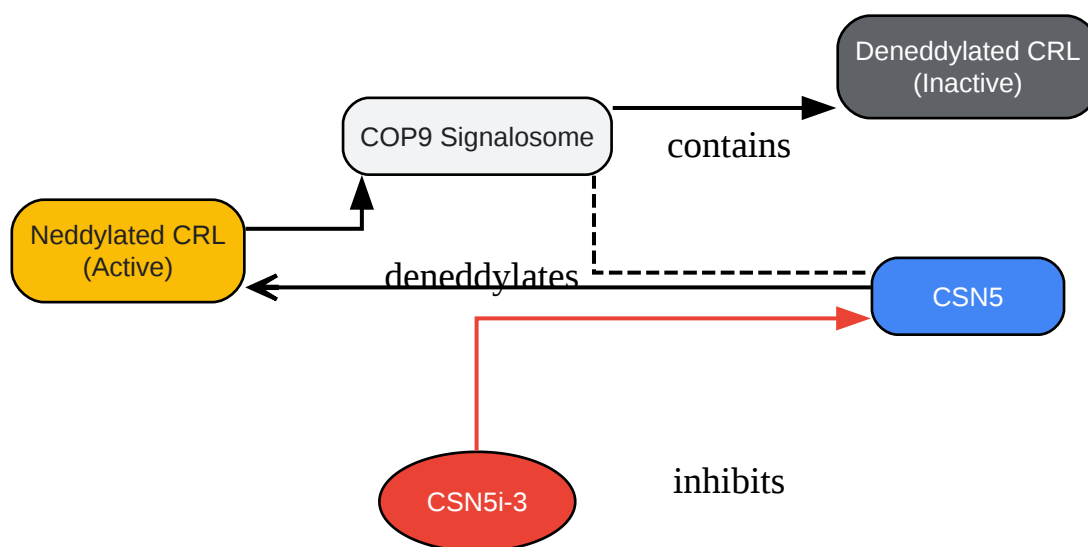 Deneddylated CRL
(Inactive)
COP9 Signalosome
contains
Neddylated CRL
(Active)
deneddylates
CSN5
CSN5i-3
inhibits